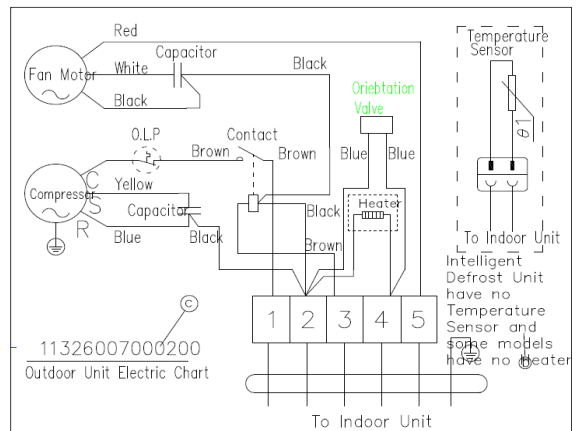 Red
Capacitor
Temperature
Sensor
Fan Motor
White
Black
Black
Oriebtation
Valve
θ1
O.L.P
Contact
Brown
Brown
Blue
Blue
C
Compressor
Yellow
S
Capacitor
R
Blue
Black
Black
Heater
Brown
To Indoor Unit
Intelligent
Defrost Unit
have no
Temperature
Sensor and
some models
have no Heater
1 2 3 4 5
C
11326007000200
Outdoor Unit Electric Chart
To Indoor Unit